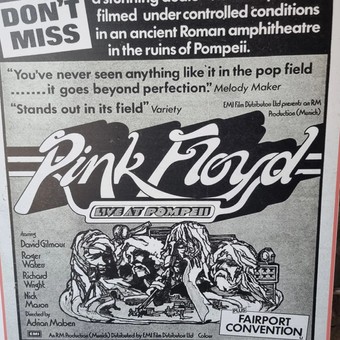 DON'T
MISS
filmed under controlled conditions
in an ancient Roman amphitheatre
in the ruins of Pompeii.
"You've never seen anything like it in the pop field
.......it goes beyond perfection." Melody Maker
"Stands out in its field" Variety
EMI Film Distributors Ltd presents an RM
Production (Munich)
Pink Floyd
LIVE AT POMPEII
starring
David Gilmour
Roger
Waters
Richard
Wright
Nick
Mason
Directed by
Adrian Maben
PLUS
FAIRPORT
CONVENTION
EMI
An RM Production (Munich) Distributed by EMI Film Distributors Ltd Colour